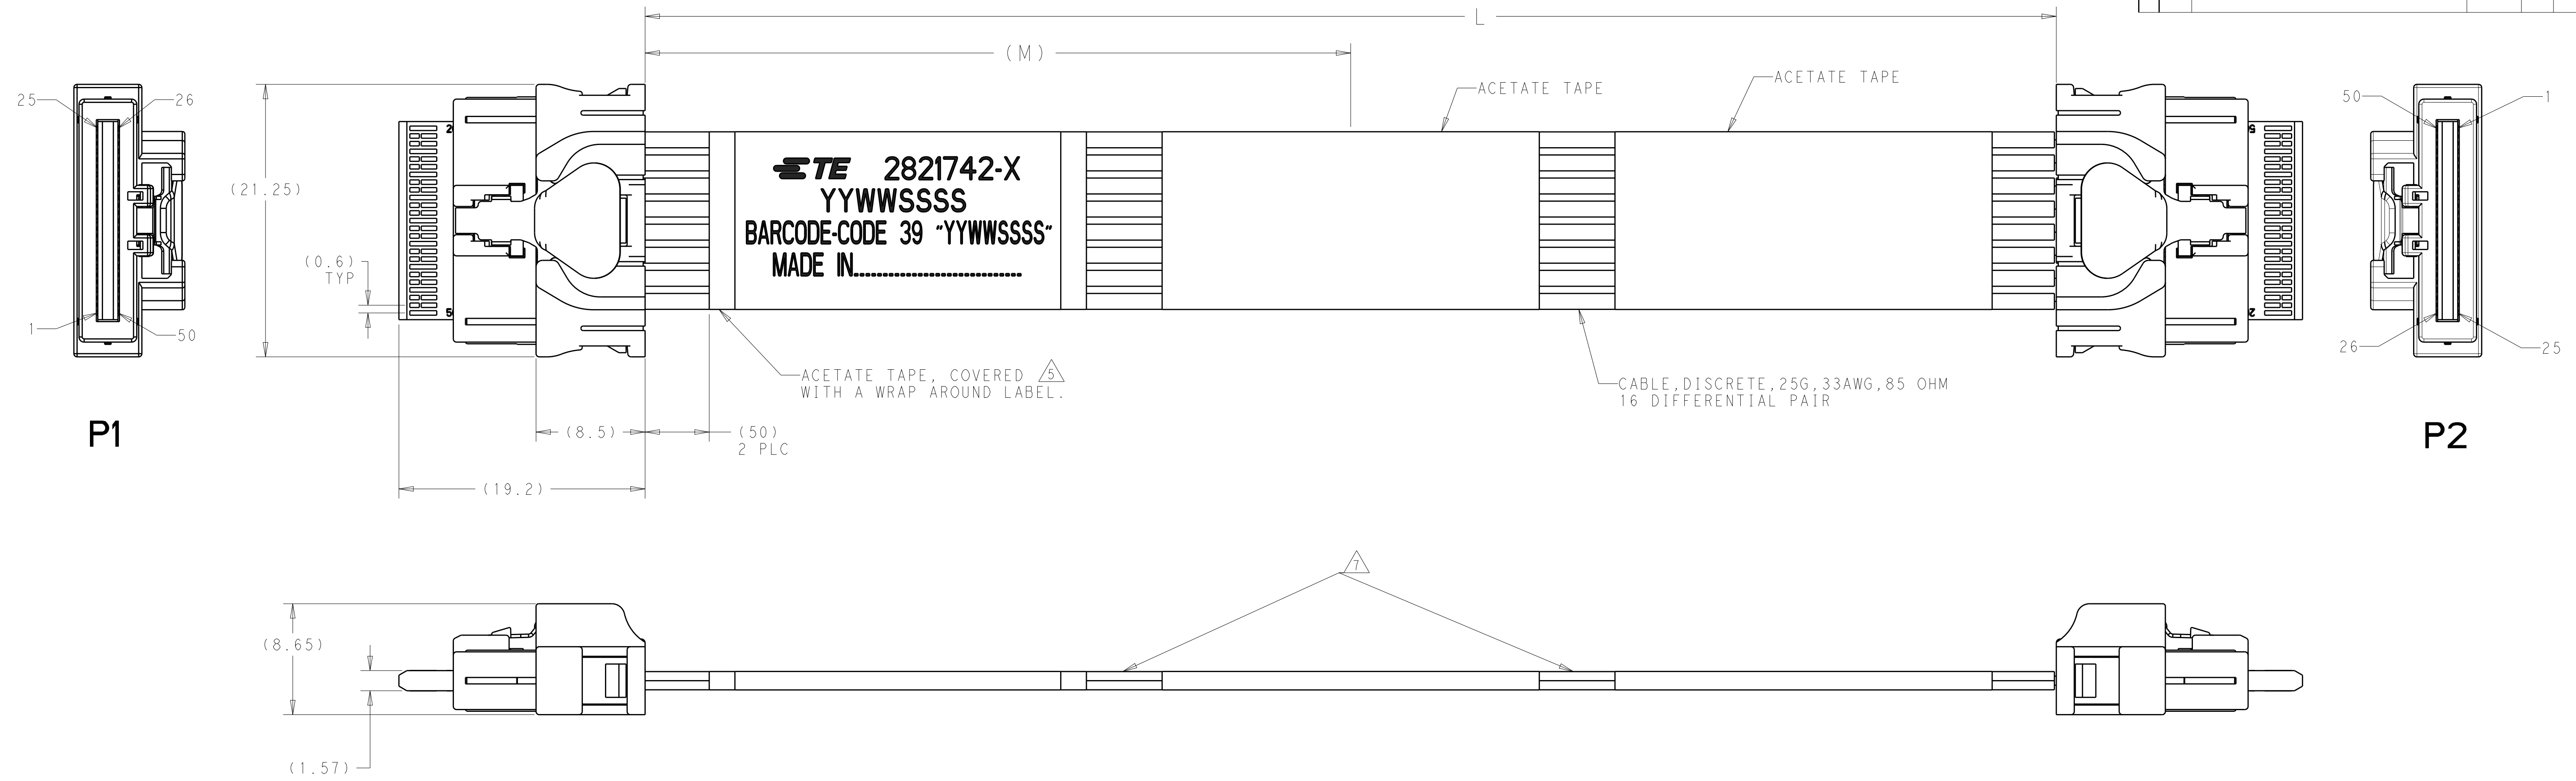 L
(M)
ACETATE TAPE
ACETATE TAPE
25
26
50
1
(21.25)
TE 2821742-X
YYWWSSSS
BARCODE-CODE 39 "YYWWSSSS"
MADE IN................................
(0.6)
TYP
1
50
26
25
ACETATE TAPE, COVERED 5
WITH A WRAP AROUND LABEL.
CABLE,DISCRETE,25G,33AWG,85 OHM
16 DIFFERENTIAL PAIR
P1
(8.5)
(50)
2 PLC
P2
(19.2)
7
(8.65)
(1.57)